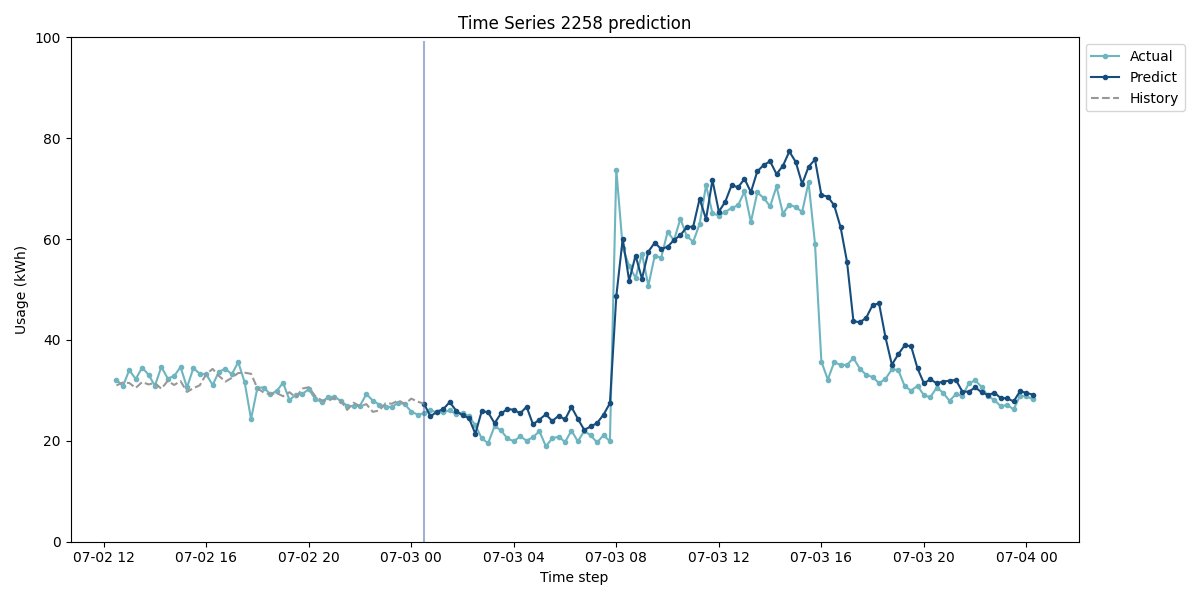 Time Series 2258 prediction
100
80
60
40
20
0
Usage (kWh)
07-02 12
07-02 16
07-02 20
07-03 00
07-03 04
07-03 08
07-03 12
07-03 16
07-03 20
07-04 00
Time step
Actual
Predict
History